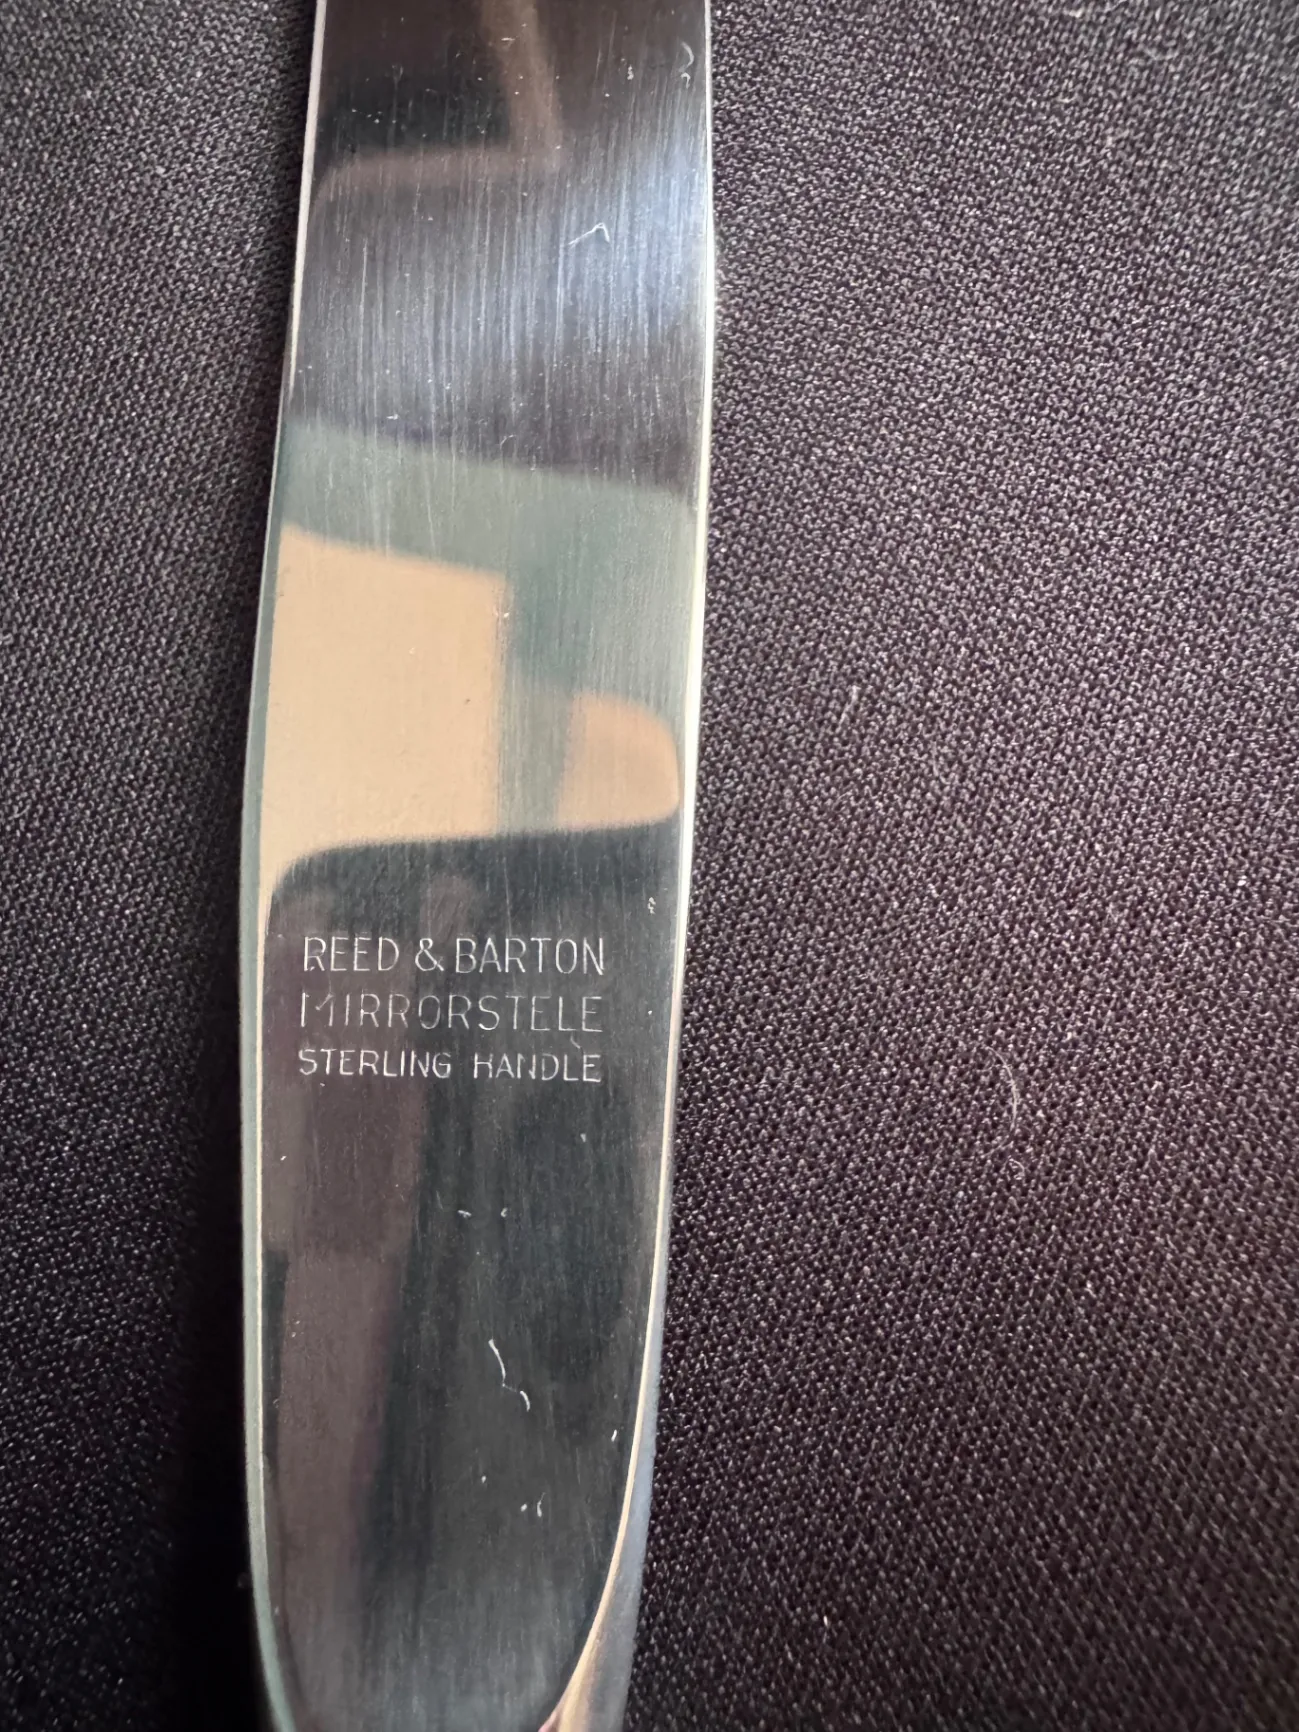 REED & BARTON
MIRRORSTELE
STERLING HANDLE